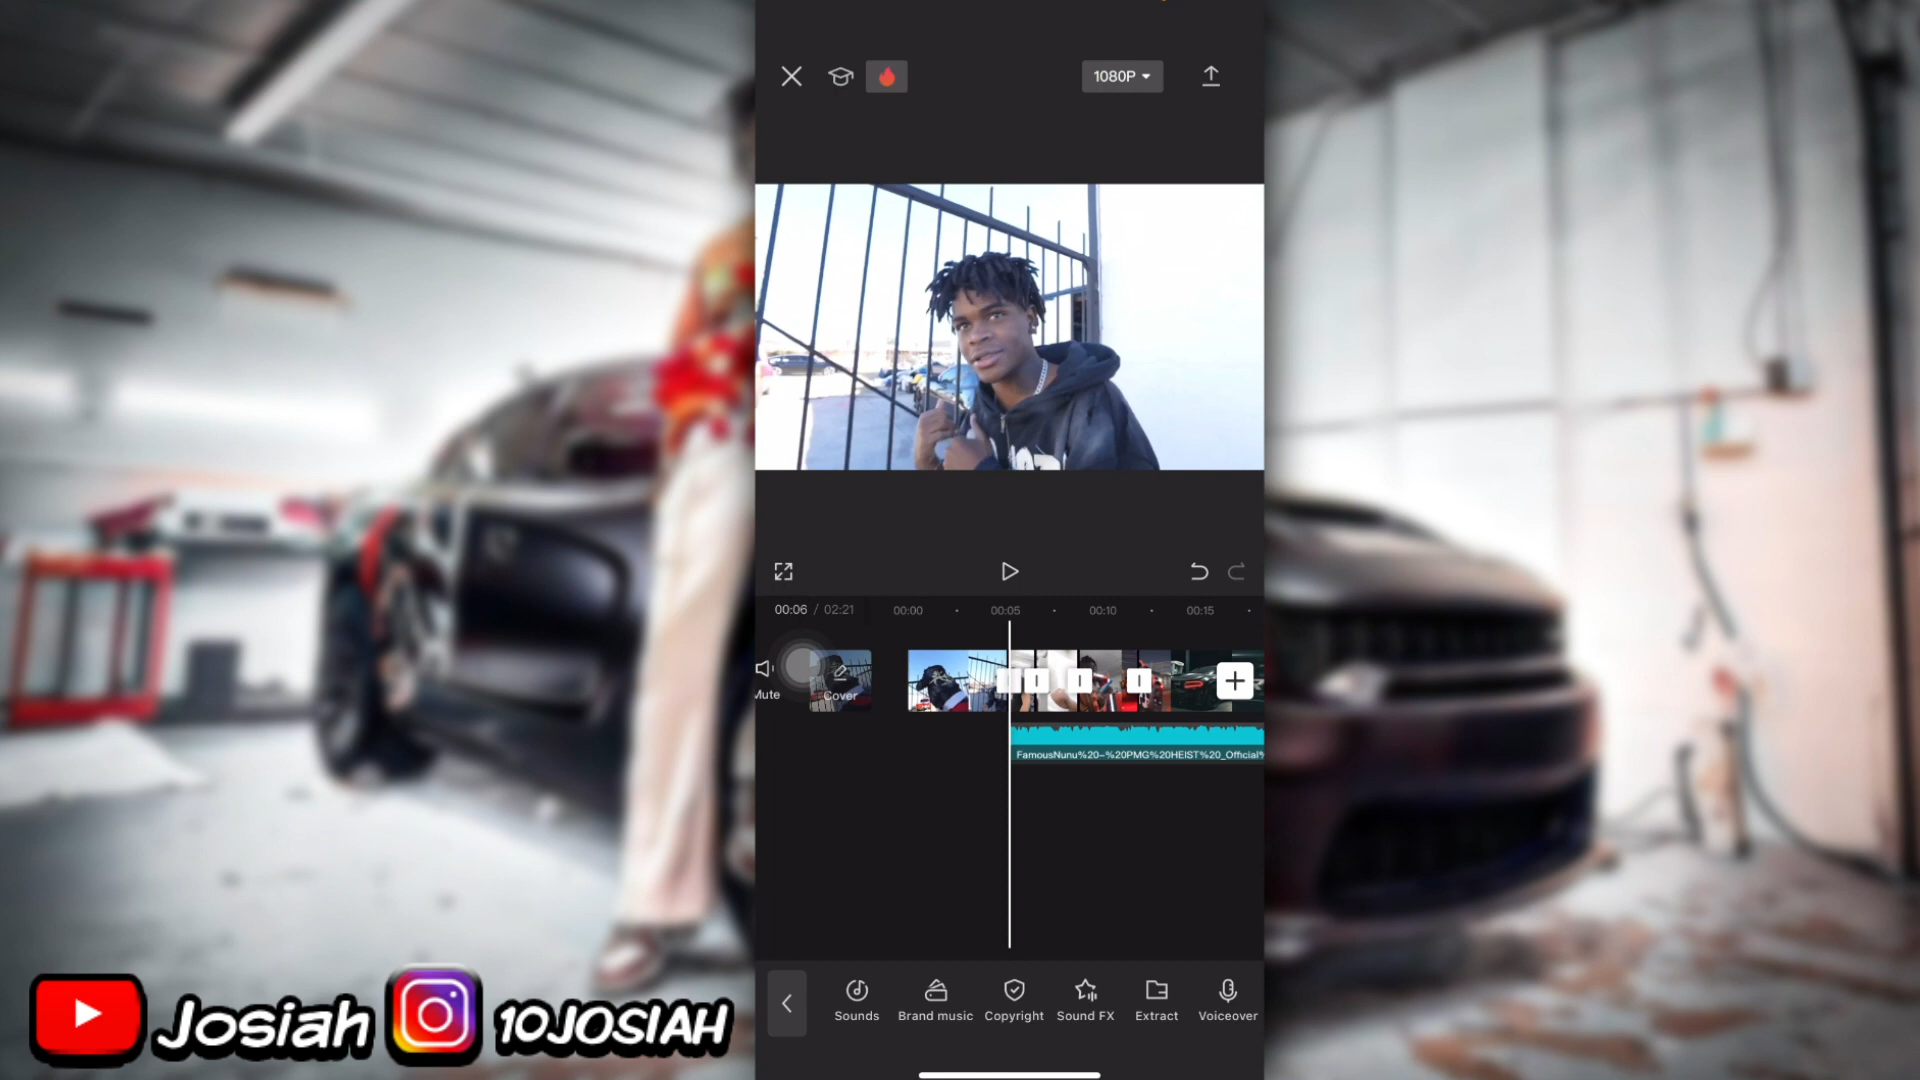 1080P
00:06 / 02:21
00:00
00:05
00:10
00:15
Mute
Cover
FamousNunu%20-%20PMG%20HEIST%20_Official%
Sounds
Brand music
Copyright
Sound FX
Extract
Voiceover
Josiah
10JOSIAH